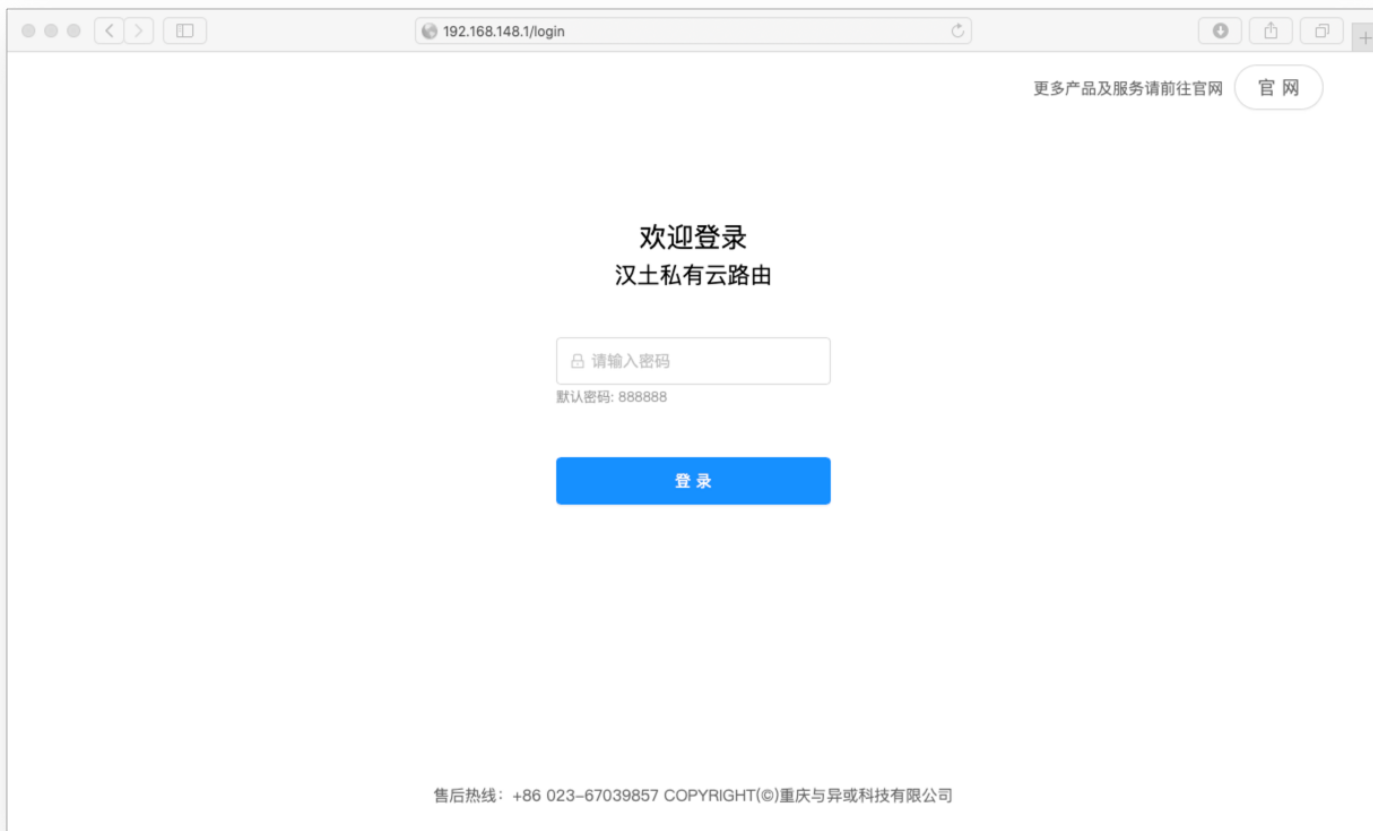 192.168.148.1/login
更多产品及服务请前往官网 官 网
欢迎登录
汉土私有云路由
请输入密码
默认密码: 888888
登 录
售后热线：+86 023-67039857 COPYRIGHT(©)重庆与异或科技有限公司